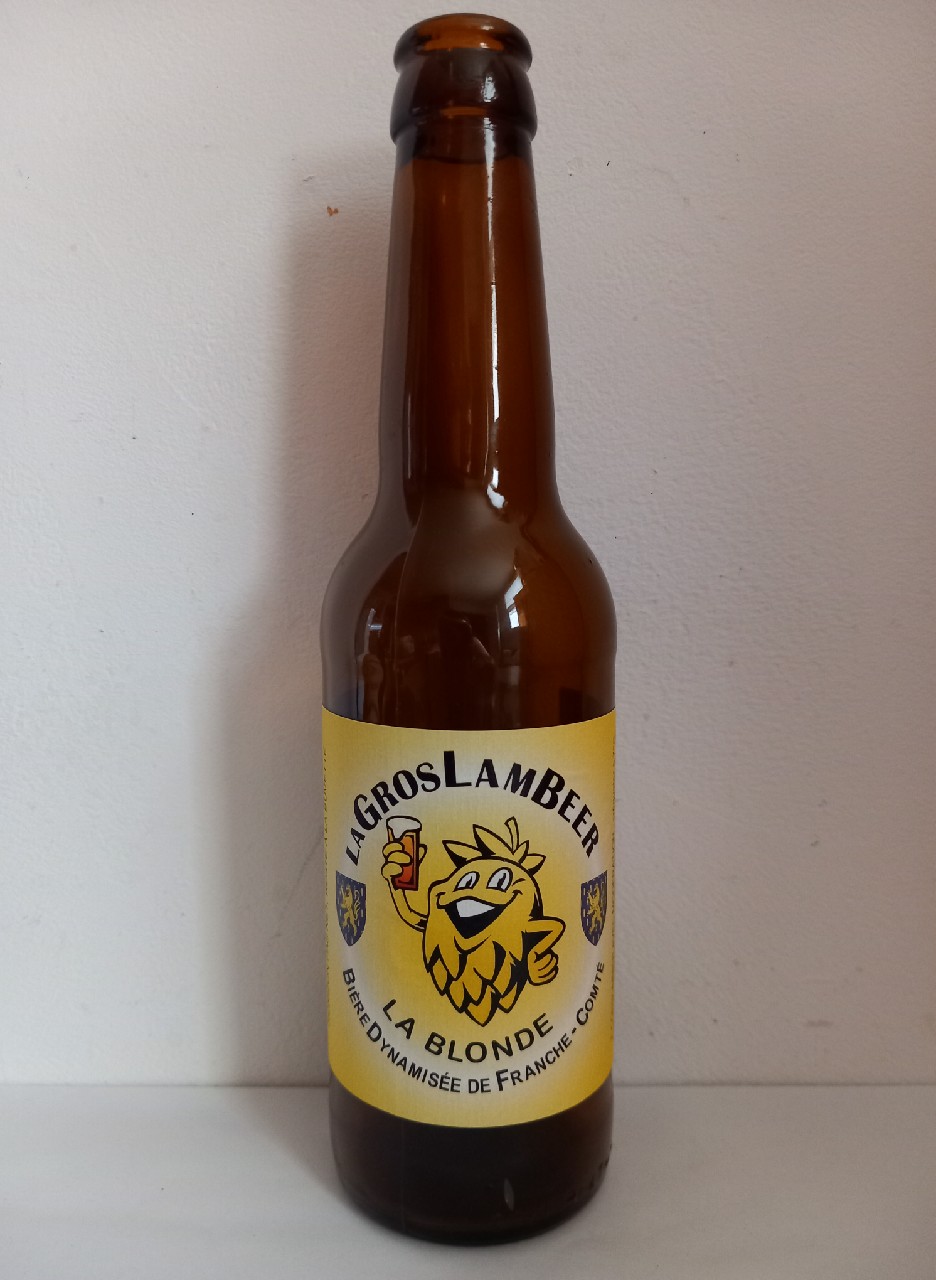 LAGROSLAMBEER
LA BLONDE
BIÈREDYNAMISÉE DE FRANCHE-COMTÉ